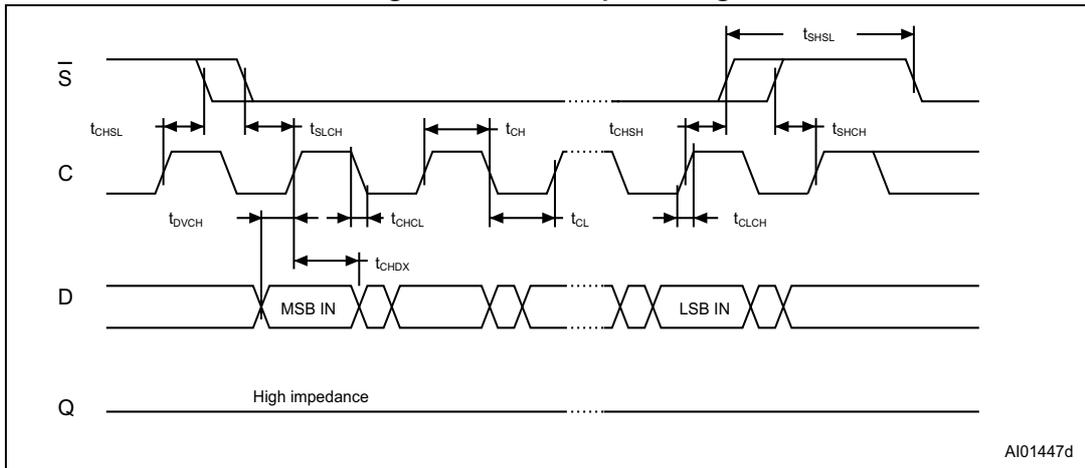 tSHSL
S̅
tCHSL
tSLCH
tCH
tCHSH
tSHCH
C
tDVCH
tCHCL
tCL
tCLCH
tCHDX
D
MSB IN
LSB IN
High impedance
Q
AI01447d